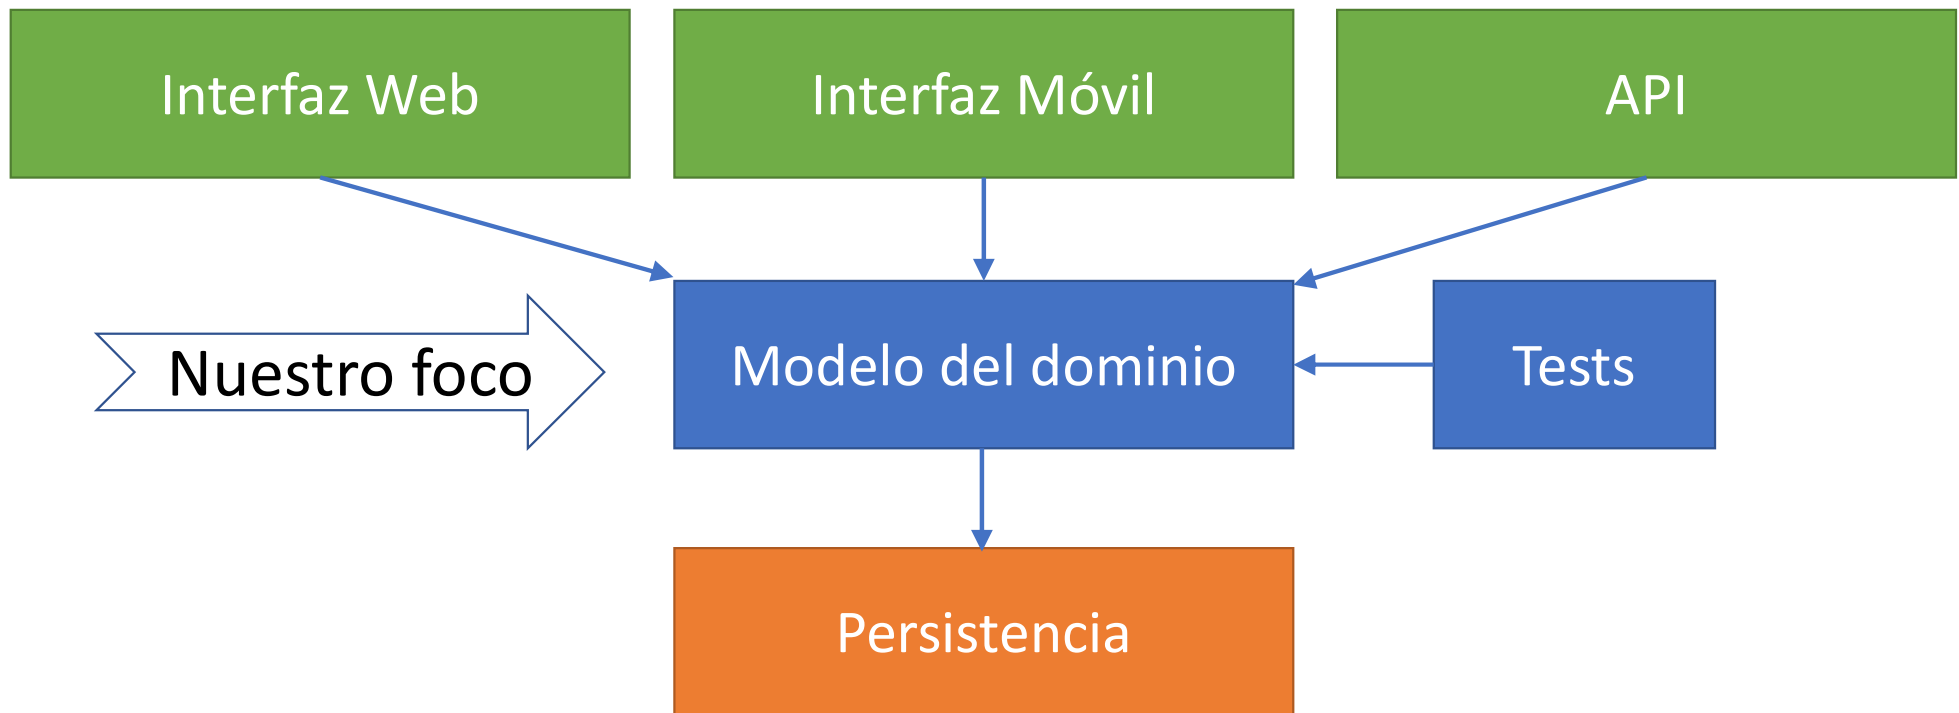 Interfaz Web
Interfaz Móvil
API
Nuestro foco
Modelo del dominio
Tests
Persistencia